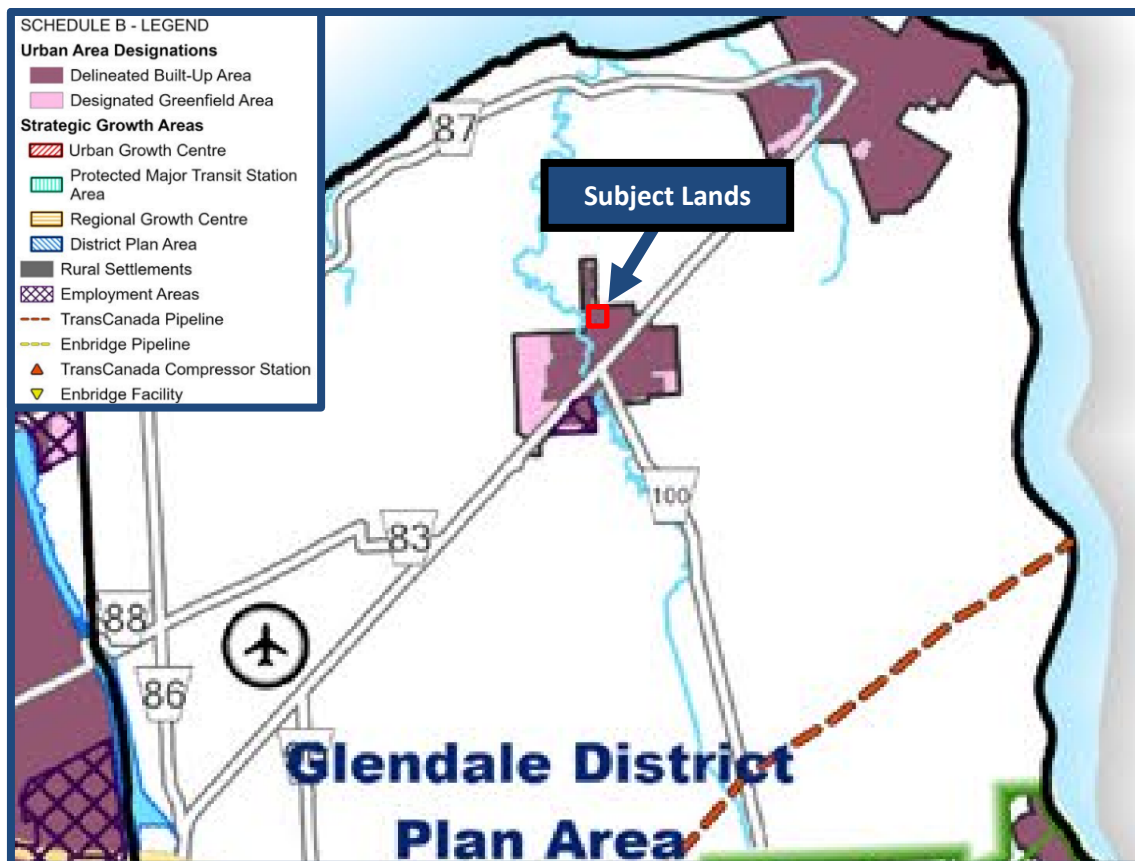 SCHEDULE B - LEGEND
Urban Area Designations
Delineated Built-Up Area
Designated Greenfield Area
Strategic Growth Areas
Urban Growth Centre
Protected Major Transit Station
Area
Regional Growth Centre
District Plan Area
Rural Settlements
Employment Areas
TransCanada Pipeline
Enbridge Pipeline
TransCanada Compressor Station
Enbridge Facility
87
Subject Lands
100
83
88
86
Glendale District
Plan Area